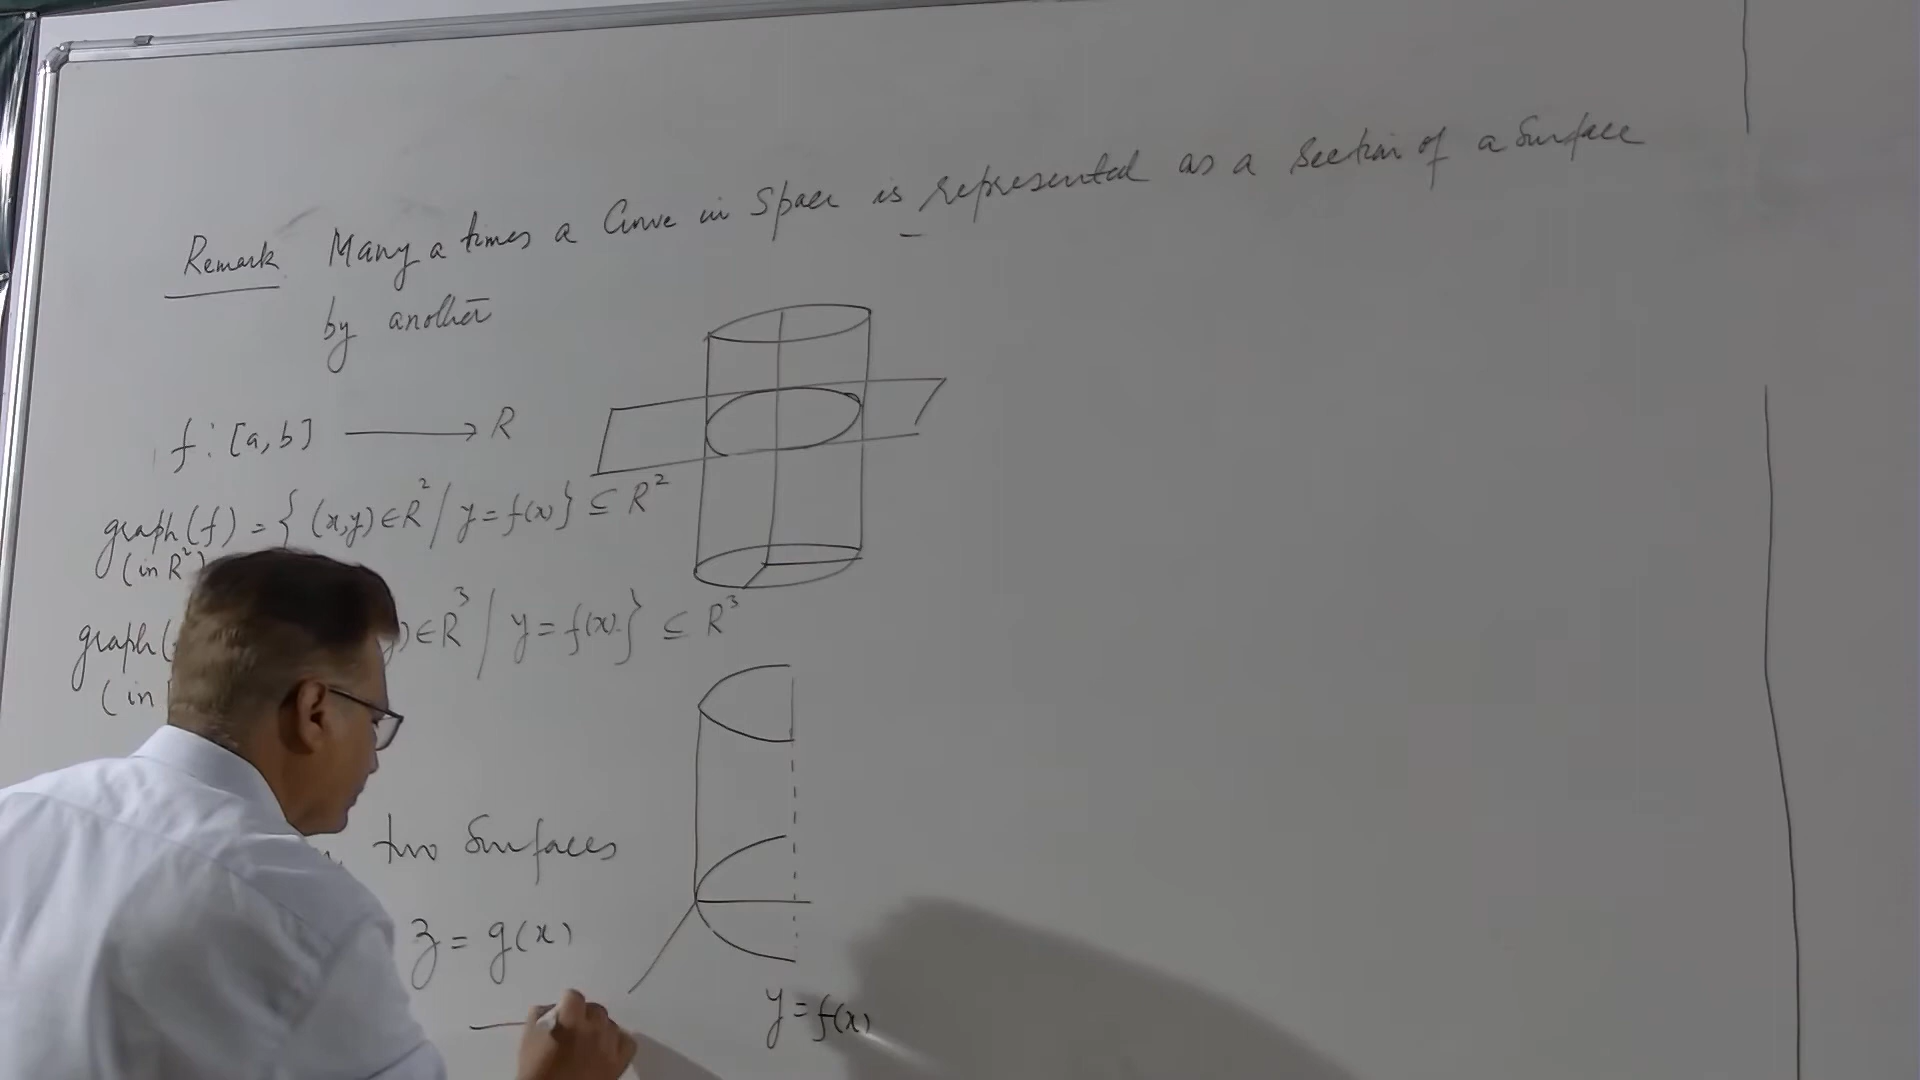 Remark Many a times a Curve in Space is represented as a Section of a Surface
by another
f : [a,b] ⟶ R
graph(f) = { (x,y) ∈ R² / y = f(x) } ⊆ R²
(in R²)
graph( ) ∈ R³ / y = f(x) } ⊆ R³
(in
two Surfaces
z = g(x)
y = f(x)